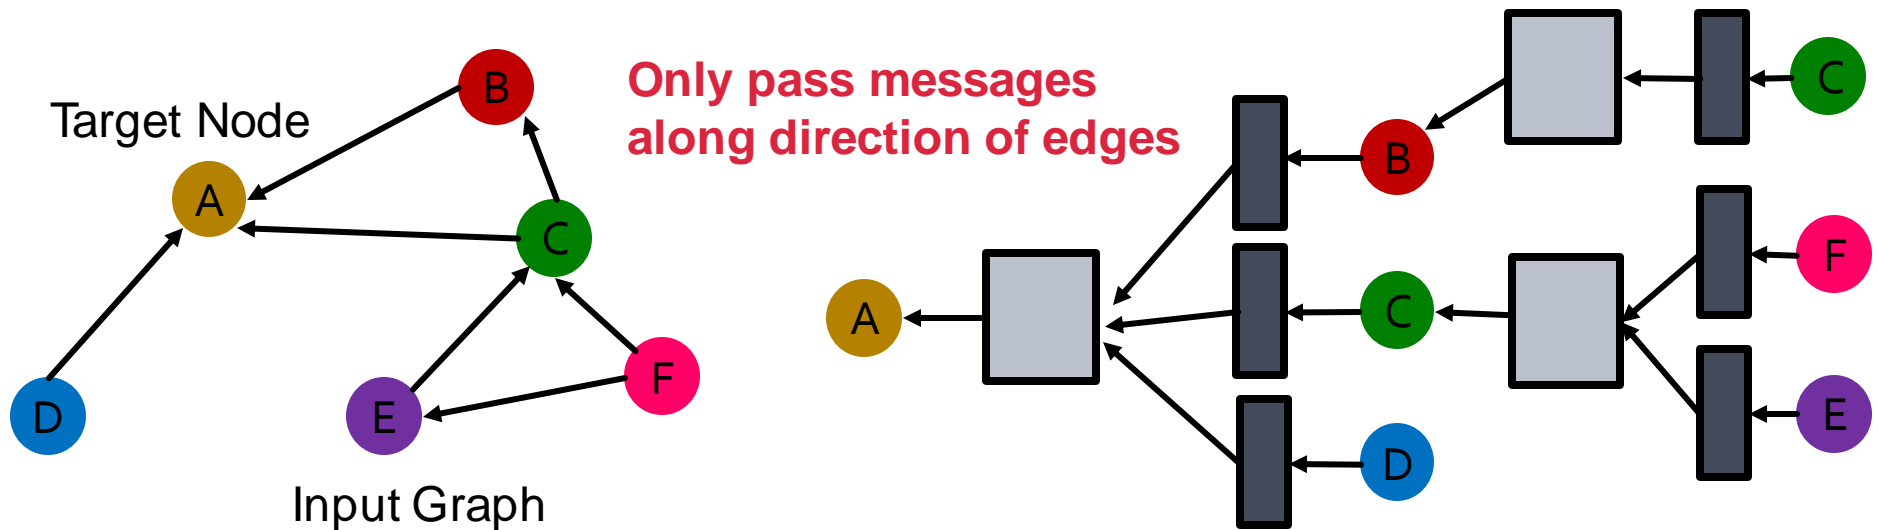 Target Node
A
B
C
D
E
F
Input Graph
Only pass messages
along direction of edges
A
B
C
D
C
F
E